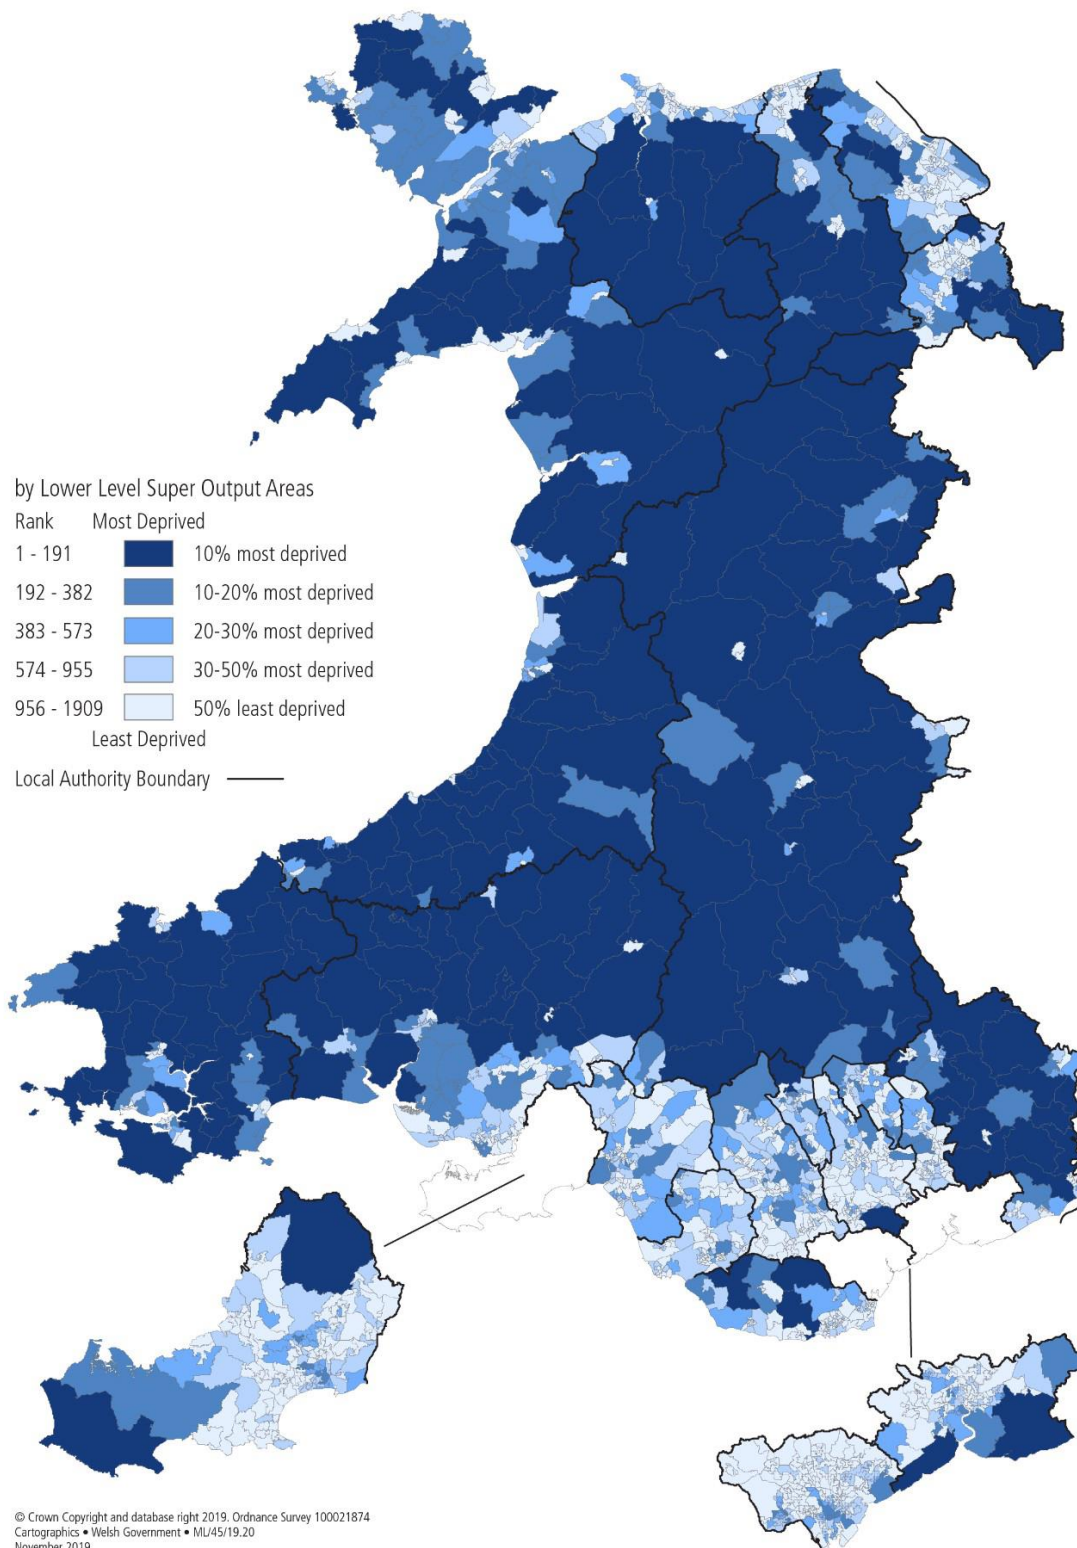 by Lower Level Super Output Areas
Rank Most Deprived
1 - 191 10% most deprived
192 - 382 10-20% most deprived
383 - 573 20-30% most deprived
574 - 955 30-50% most deprived
956 - 1909 50% least deprived
Least Deprived
Local Authority Boundary
© Crown Copyright and database right 2019. Ordnance Survey 100021874
Cartographics • Welsh Government • ML/45/19.20
November 2019